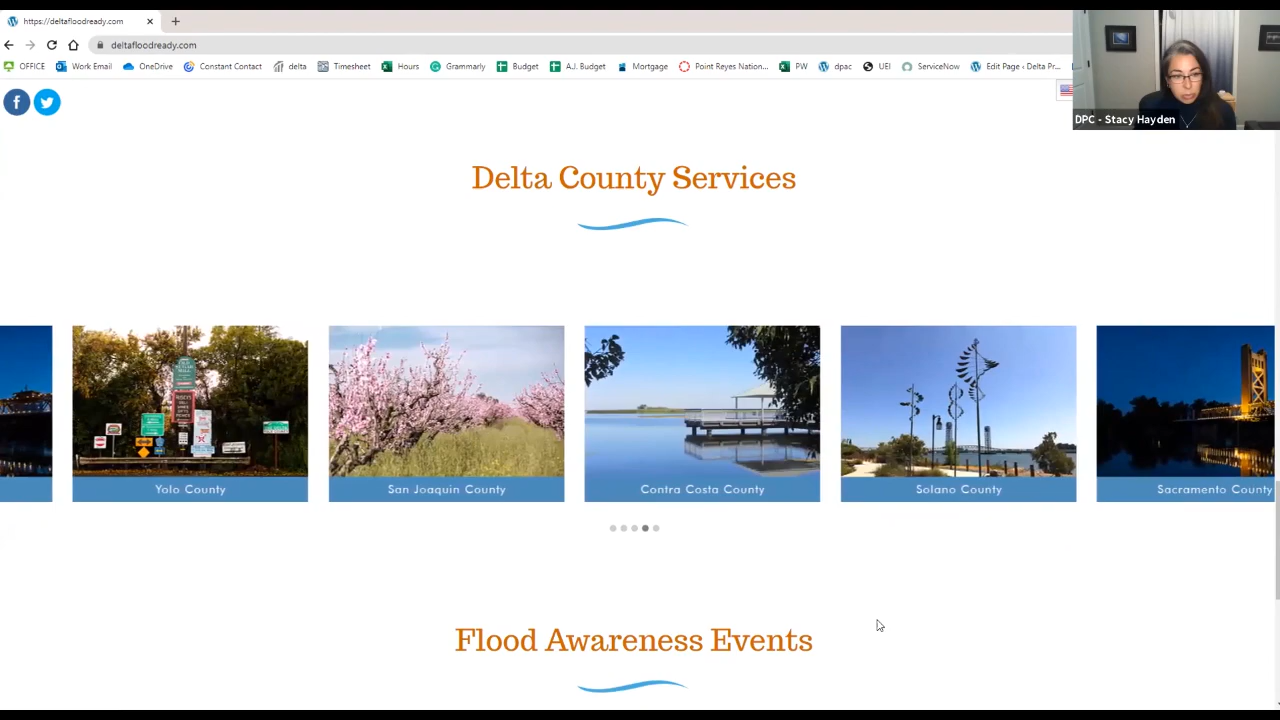 https://deltafloodready.com
deltafloodready.com
OFFICE Work Email OneDrive Constant Contact delta Timesheet Hours Grammarly Budget A.J. Budget Mortgage Point Reyes Nation... PW dpac UEI ServiceNow Edit Page ‹ Delta Pr...
DPC - Stacy Hayden
Delta County Services
Yolo County
San Joaquin County
Contra Costa County
Solano County
Sacramento County
Flood Awareness Events